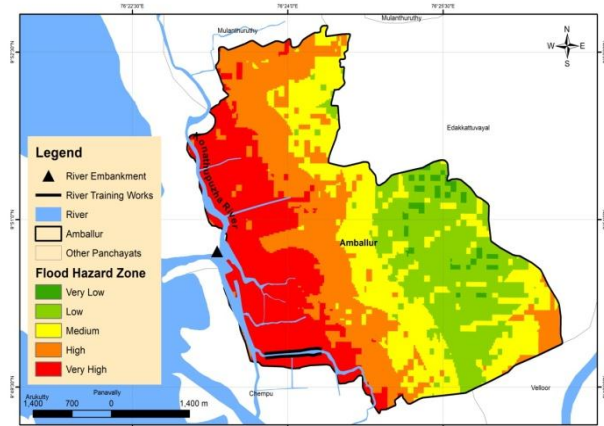 76°22'30"E
76°24'0"E
76°25'30"E
Mulanthuruthy
Mulanthuruthy
N
W E
S
Edakkattuvayal
Konathupuzha River
Amballur
Legend
River Embankment
River Training Works
River
Amballur
Other Panchayats
Flood Hazard Zone
Very Low
Low
Medium
High
Very High
Arukutty
Panavally
Chempu
Velloor
1,400 700 0 1,400 m